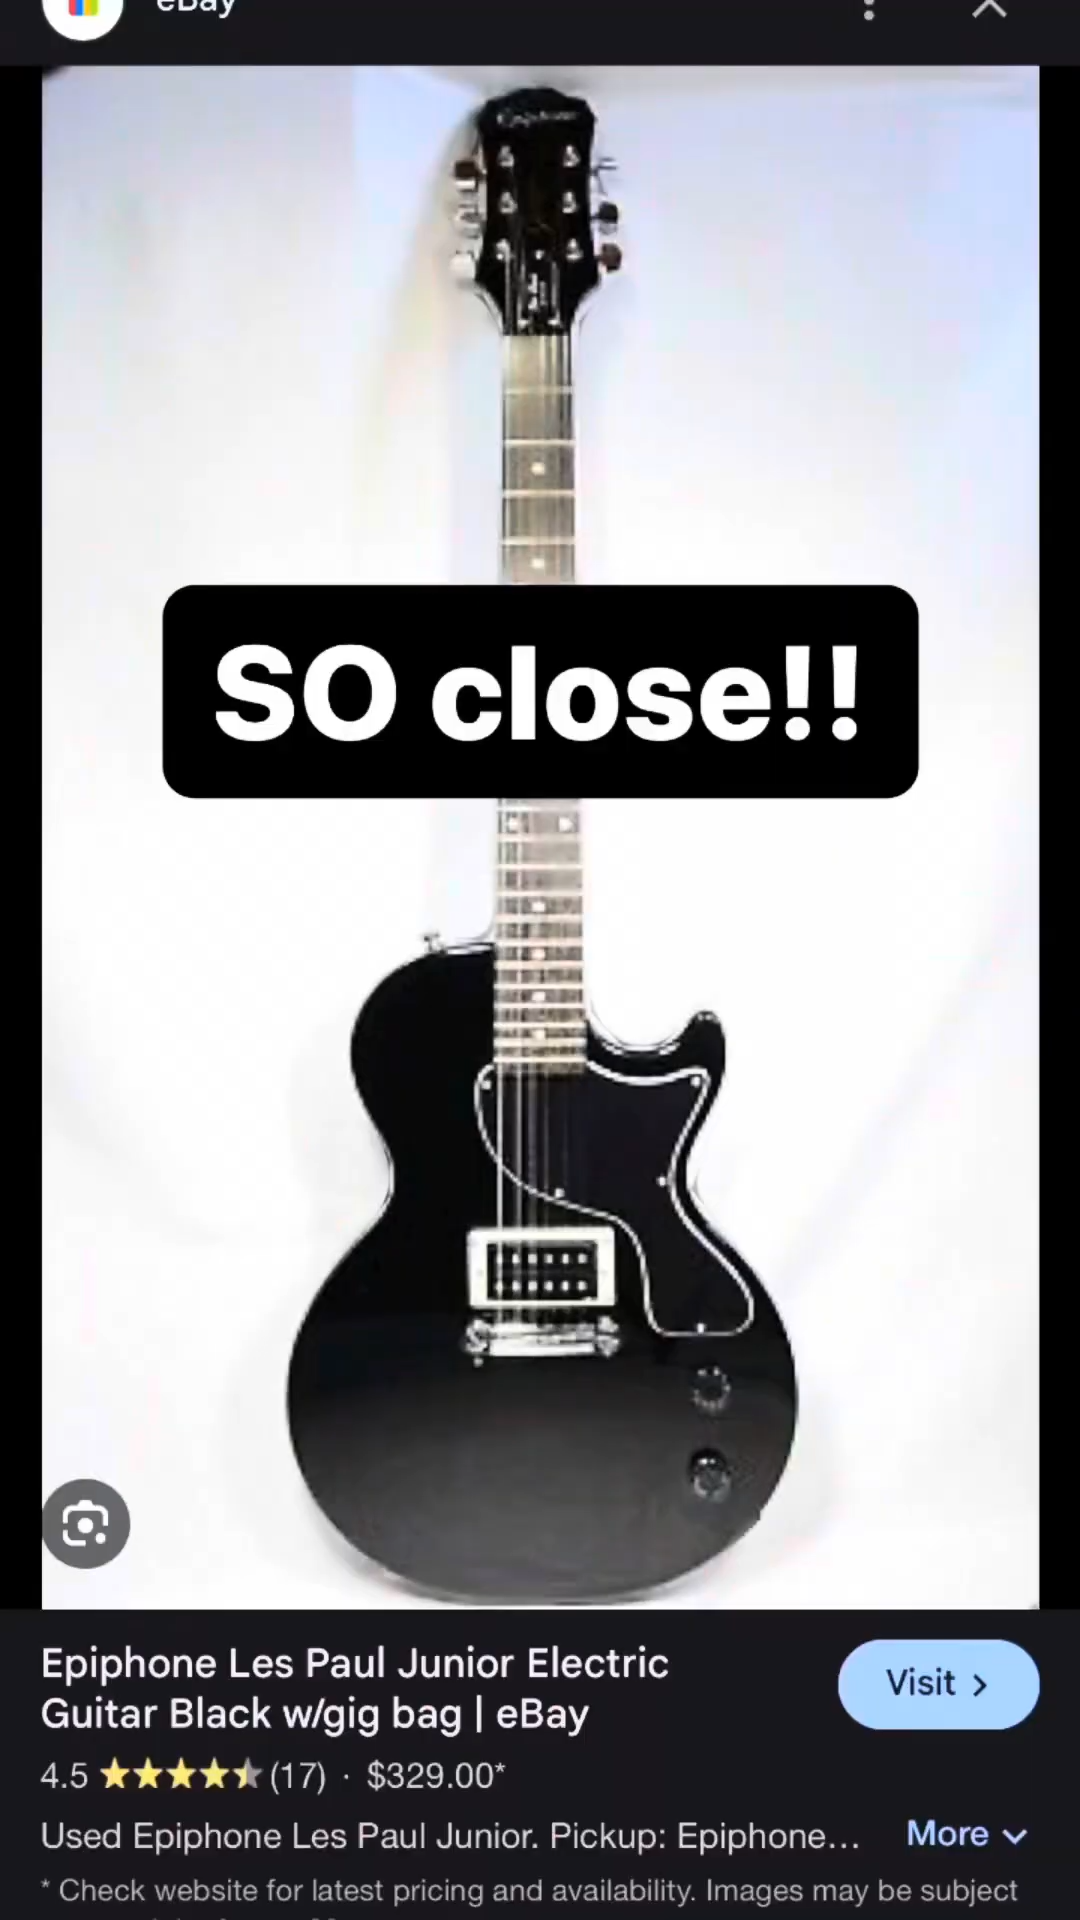 eBay
Epiphone
SO close!!
Epiphone Les Paul Junior Electric
Guitar Black w/gig bag | eBay
Visit >
4.5 (17) · $329.00*
Used Epiphone Les Paul Junior. Pickup: Epiphone...
More
* Check website for latest pricing and availability. Images may be subject